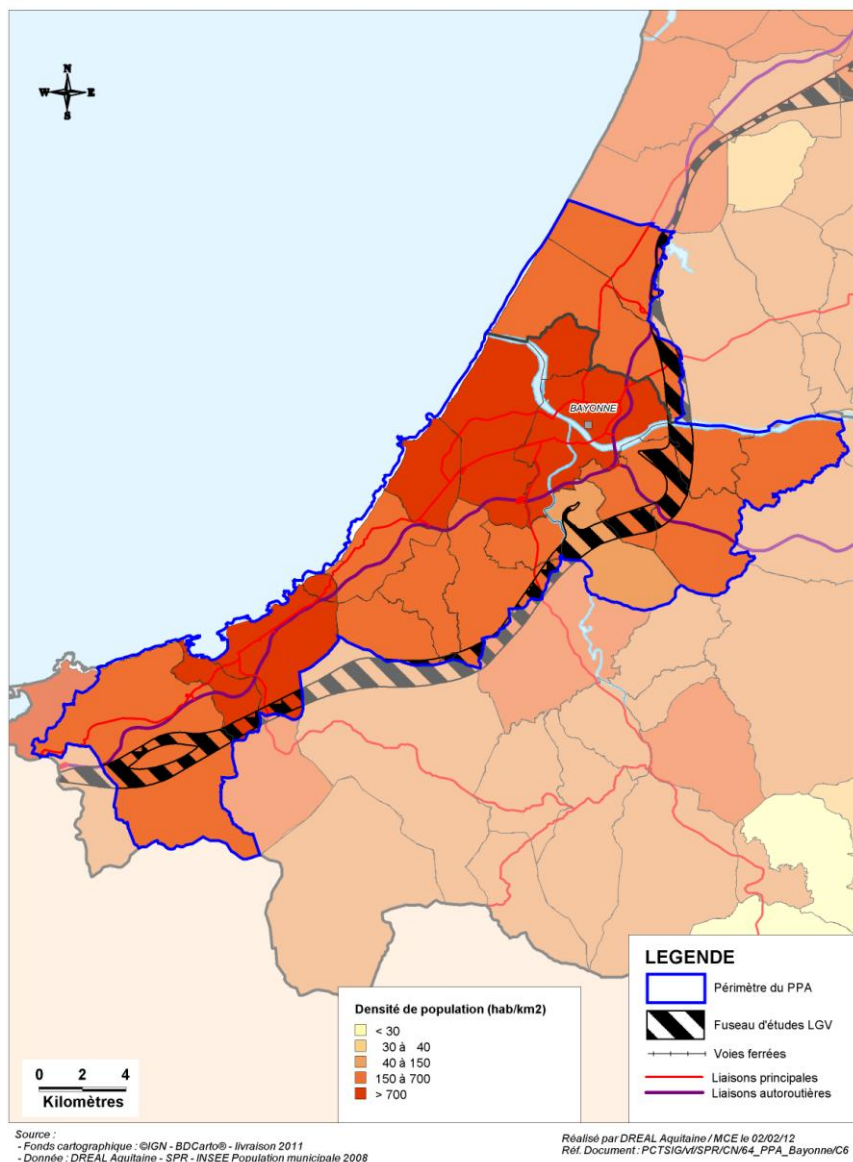 N
W E
S
BAYONNE
LEGENDE
Périmètre du PPA
Fuseau d'études LGV
Voies ferrées
Liaisons principales
Liaisons autoroutières
Densité de population (hab/km2)
< 30
30 à 40
40 à 150
150 à 700
> 700
0 2 4
Kilomètres
Source :
- Fonds cartographique : ©IGN - BDCarto® - livraison 2011
- Donnée : DREAL Aquitaine - SPR - INSEE Population municipale 2008
Réalisé par DREAL Aquitaine / MCE le 02/02/12
Réf. Document : PCTSIG/vf/SPR/CN/64_PPA_Bayonne/C6